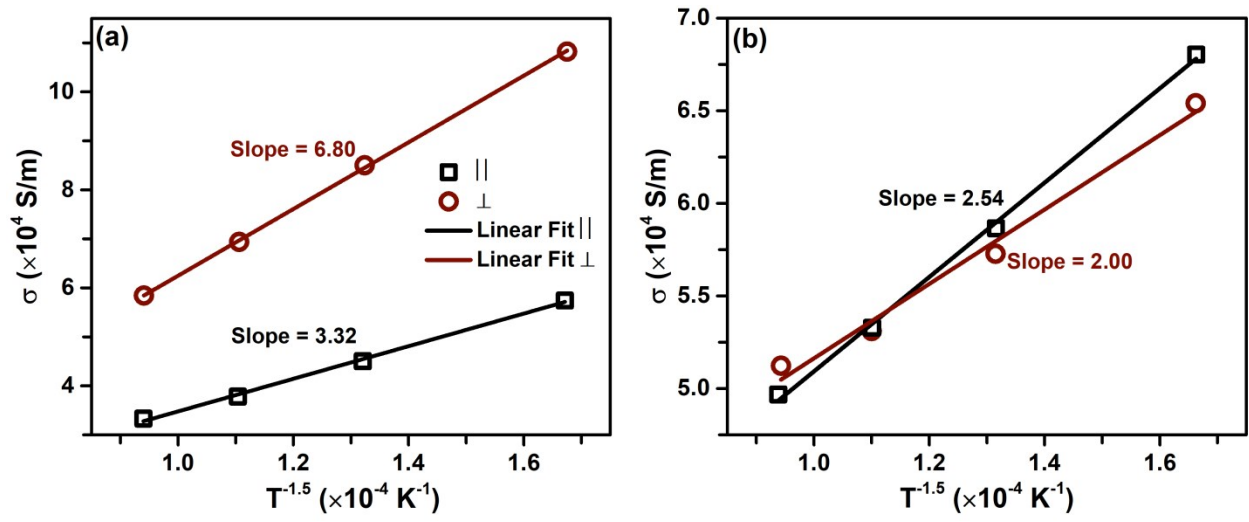 (a)
σ (×10⁴ S/m)
10
8
6
4
Slope = 6.80
||
⊥
Linear Fit ||
Linear Fit ⊥
Slope = 3.32
1.0 1.2 1.4 1.6
T⁻¹·⁵ (×10⁻⁴ K⁻¹)
(b)
σ (×10⁴ S/m)
7.0
6.5
6.0
5.5
5.0
Slope = 2.54
Slope = 2.00
1.0 1.2 1.4 1.6
T⁻¹·⁵ (×10⁻⁴ K⁻¹)